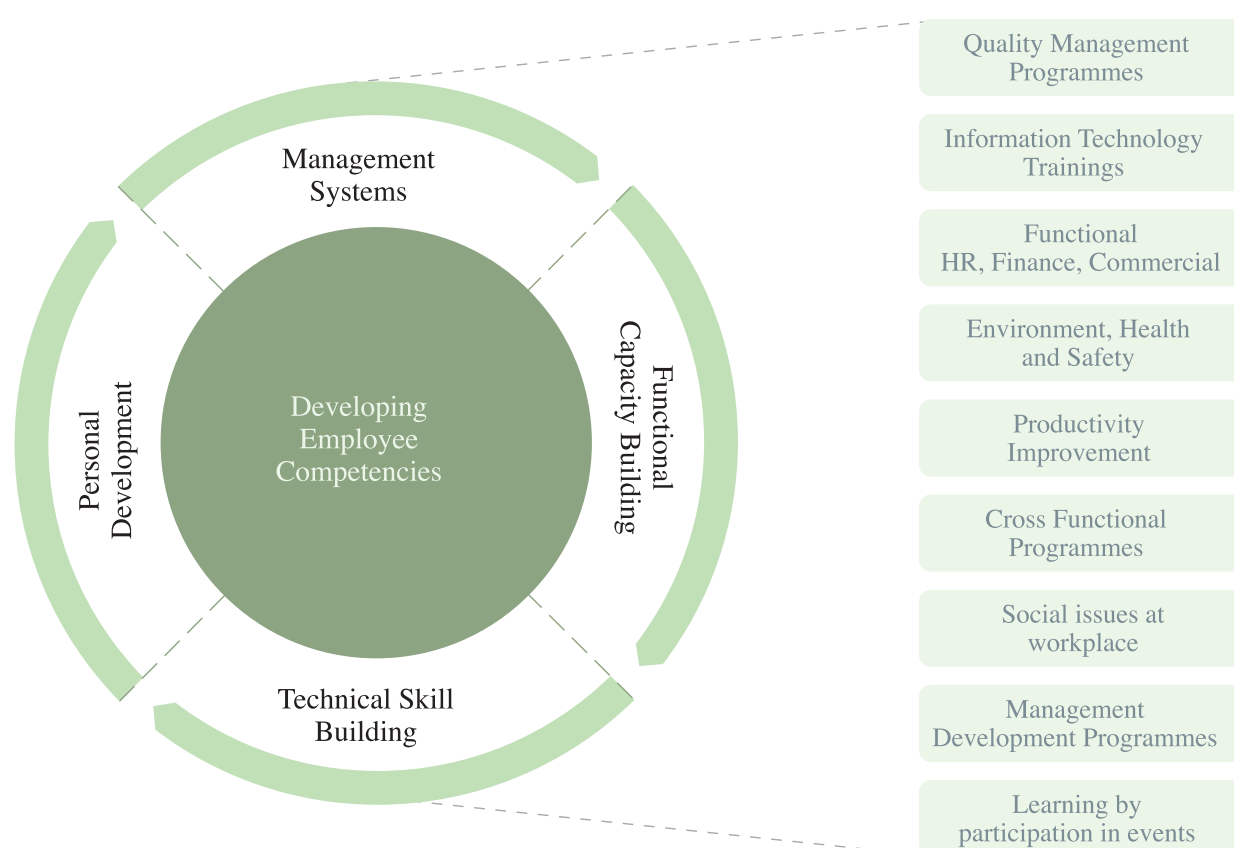 Management
Systems
Functional
Capacity Building
Technical Skill
Building
Personal
Development
Developing
Employee
Competencies
Quality Management
Programmes
Information Technology
Trainings
Functional
HR, Finance, Commercial
Environment, Health
and Safety
Productivity
Improvement
Cross Functional
Programmes
Social issues at
workplace
Management
Development Programmes
Learning by
participation in events